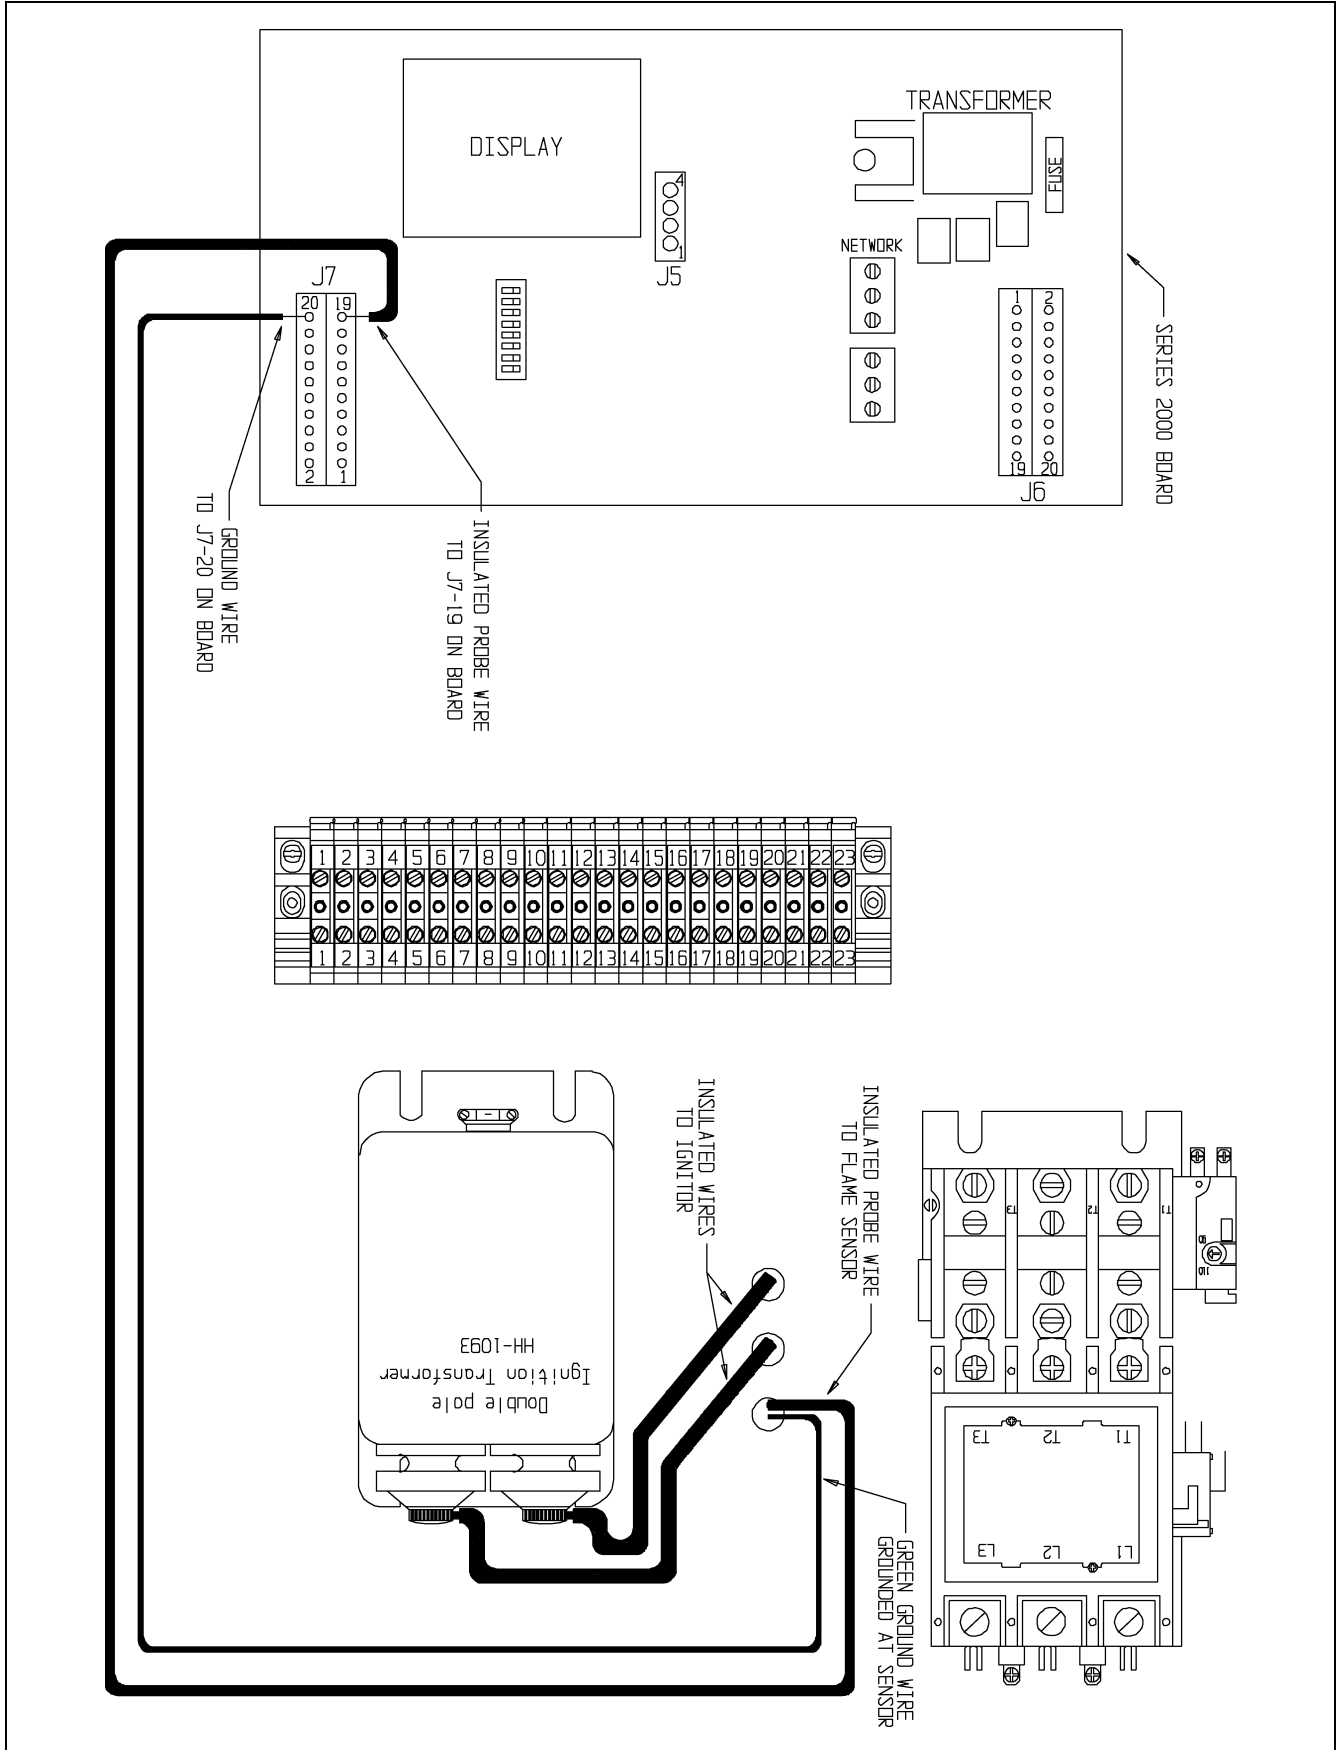 TRANSFORMER
DISPLAY
FUSE
4
1
J5
NETWORK
J7
20 19
2 1
1 2
19 20
J6
SERIES 2000 BOARD
GROUND WIRE
TO J7-20 ON BOARD
INSULATED PROBE WIRE
TO J7-19 ON BOARD
1 2 3 4 5 6 7 8 9 10 11 12 13 14 15 16 17 18 19 20 21 22 23
1 2 3 4 5 6 7 8 9 10 11 12 13 14 15 16 17 18 19 20 21 22 23
INSULATED WIRES
TO IGNITOR
INSULATED PROBE WIRE
TO FLAME SENSOR
Double pole
Ignition Transformer
HH-1093
T3 T2 T1
T3 T2 T1
L3 L2 L1
GREEN GROUND WIRE
GROUNDED AT SENSOR